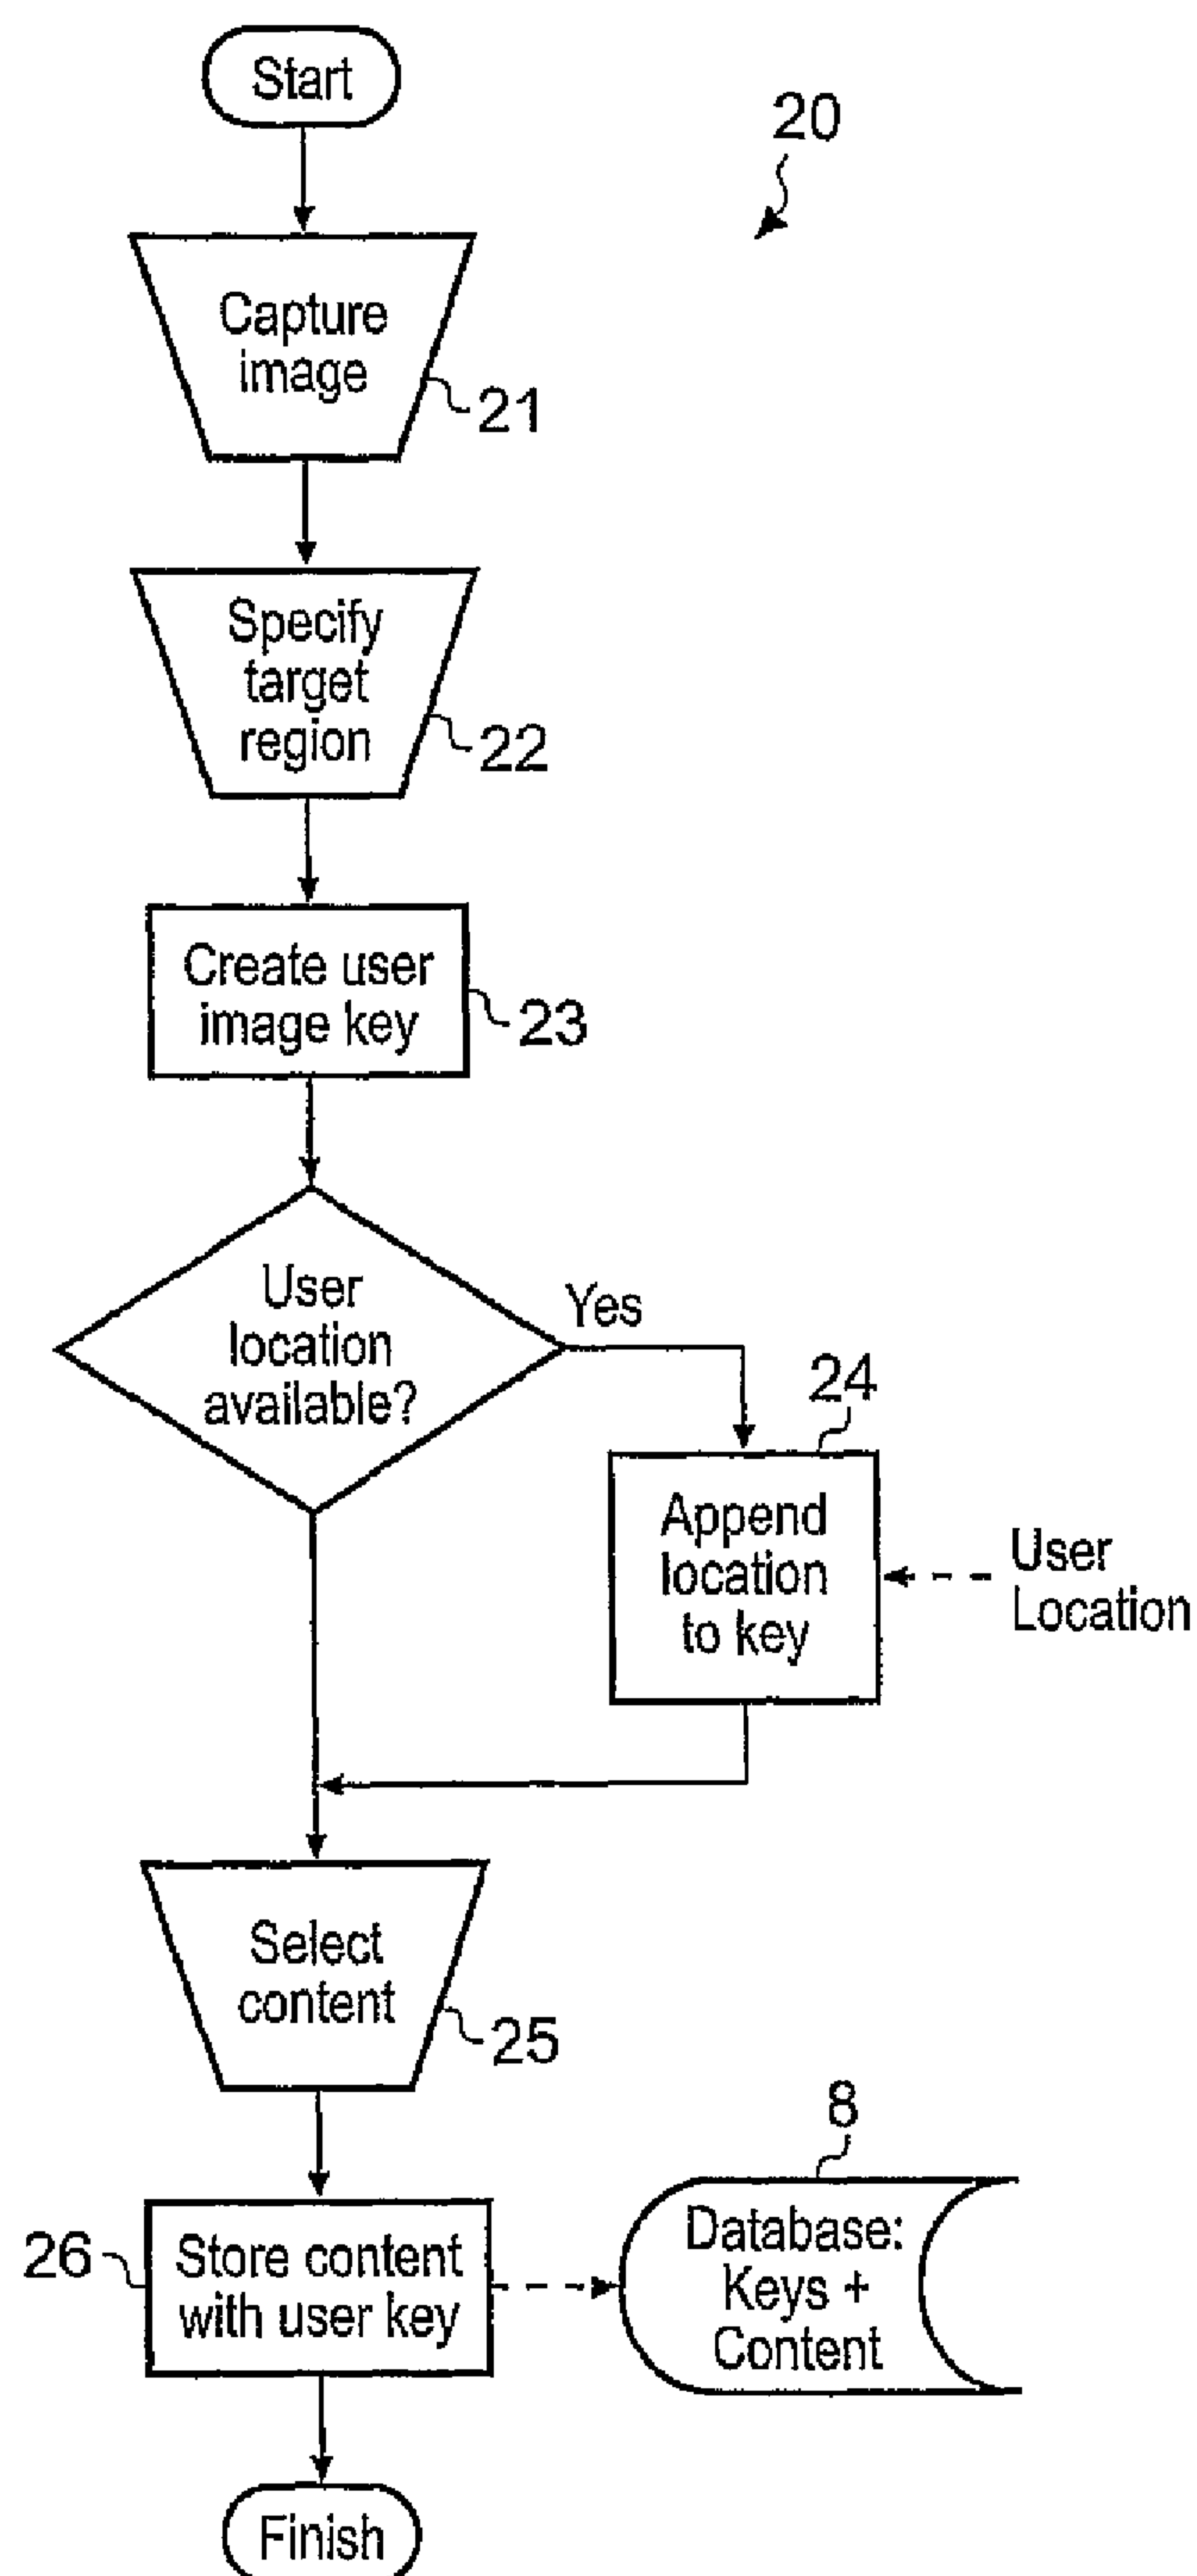 Start
20
Capture
image
21
Specify
target
region
22
Create user
image key
23
User
location
available?
Yes
24
Append
location
to key
User
Location
Select
content
25
8
26
Store content
with user key
Database:
Keys +
Content
Finish